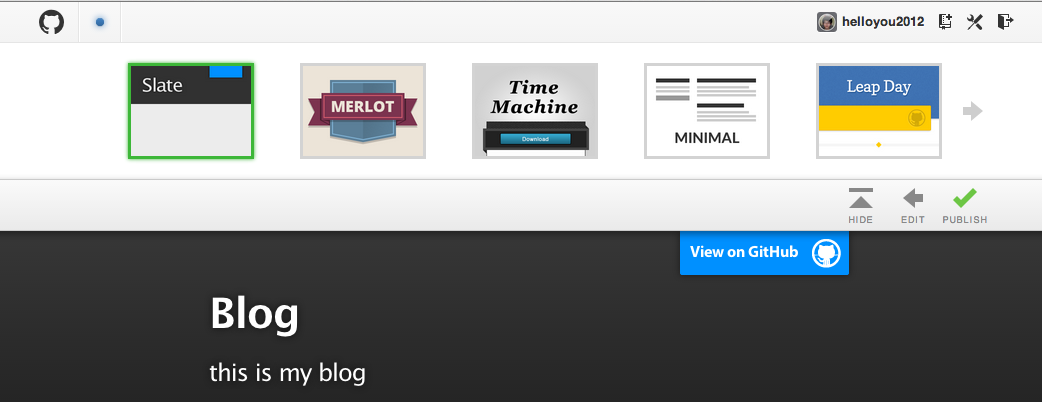 helloyou2012
Slate
MERLOT
Time
Machine
Download
MINIMAL
Leap Day
HIDE
EDIT
PUBLISH
View on GitHub
Blog
this is my blog